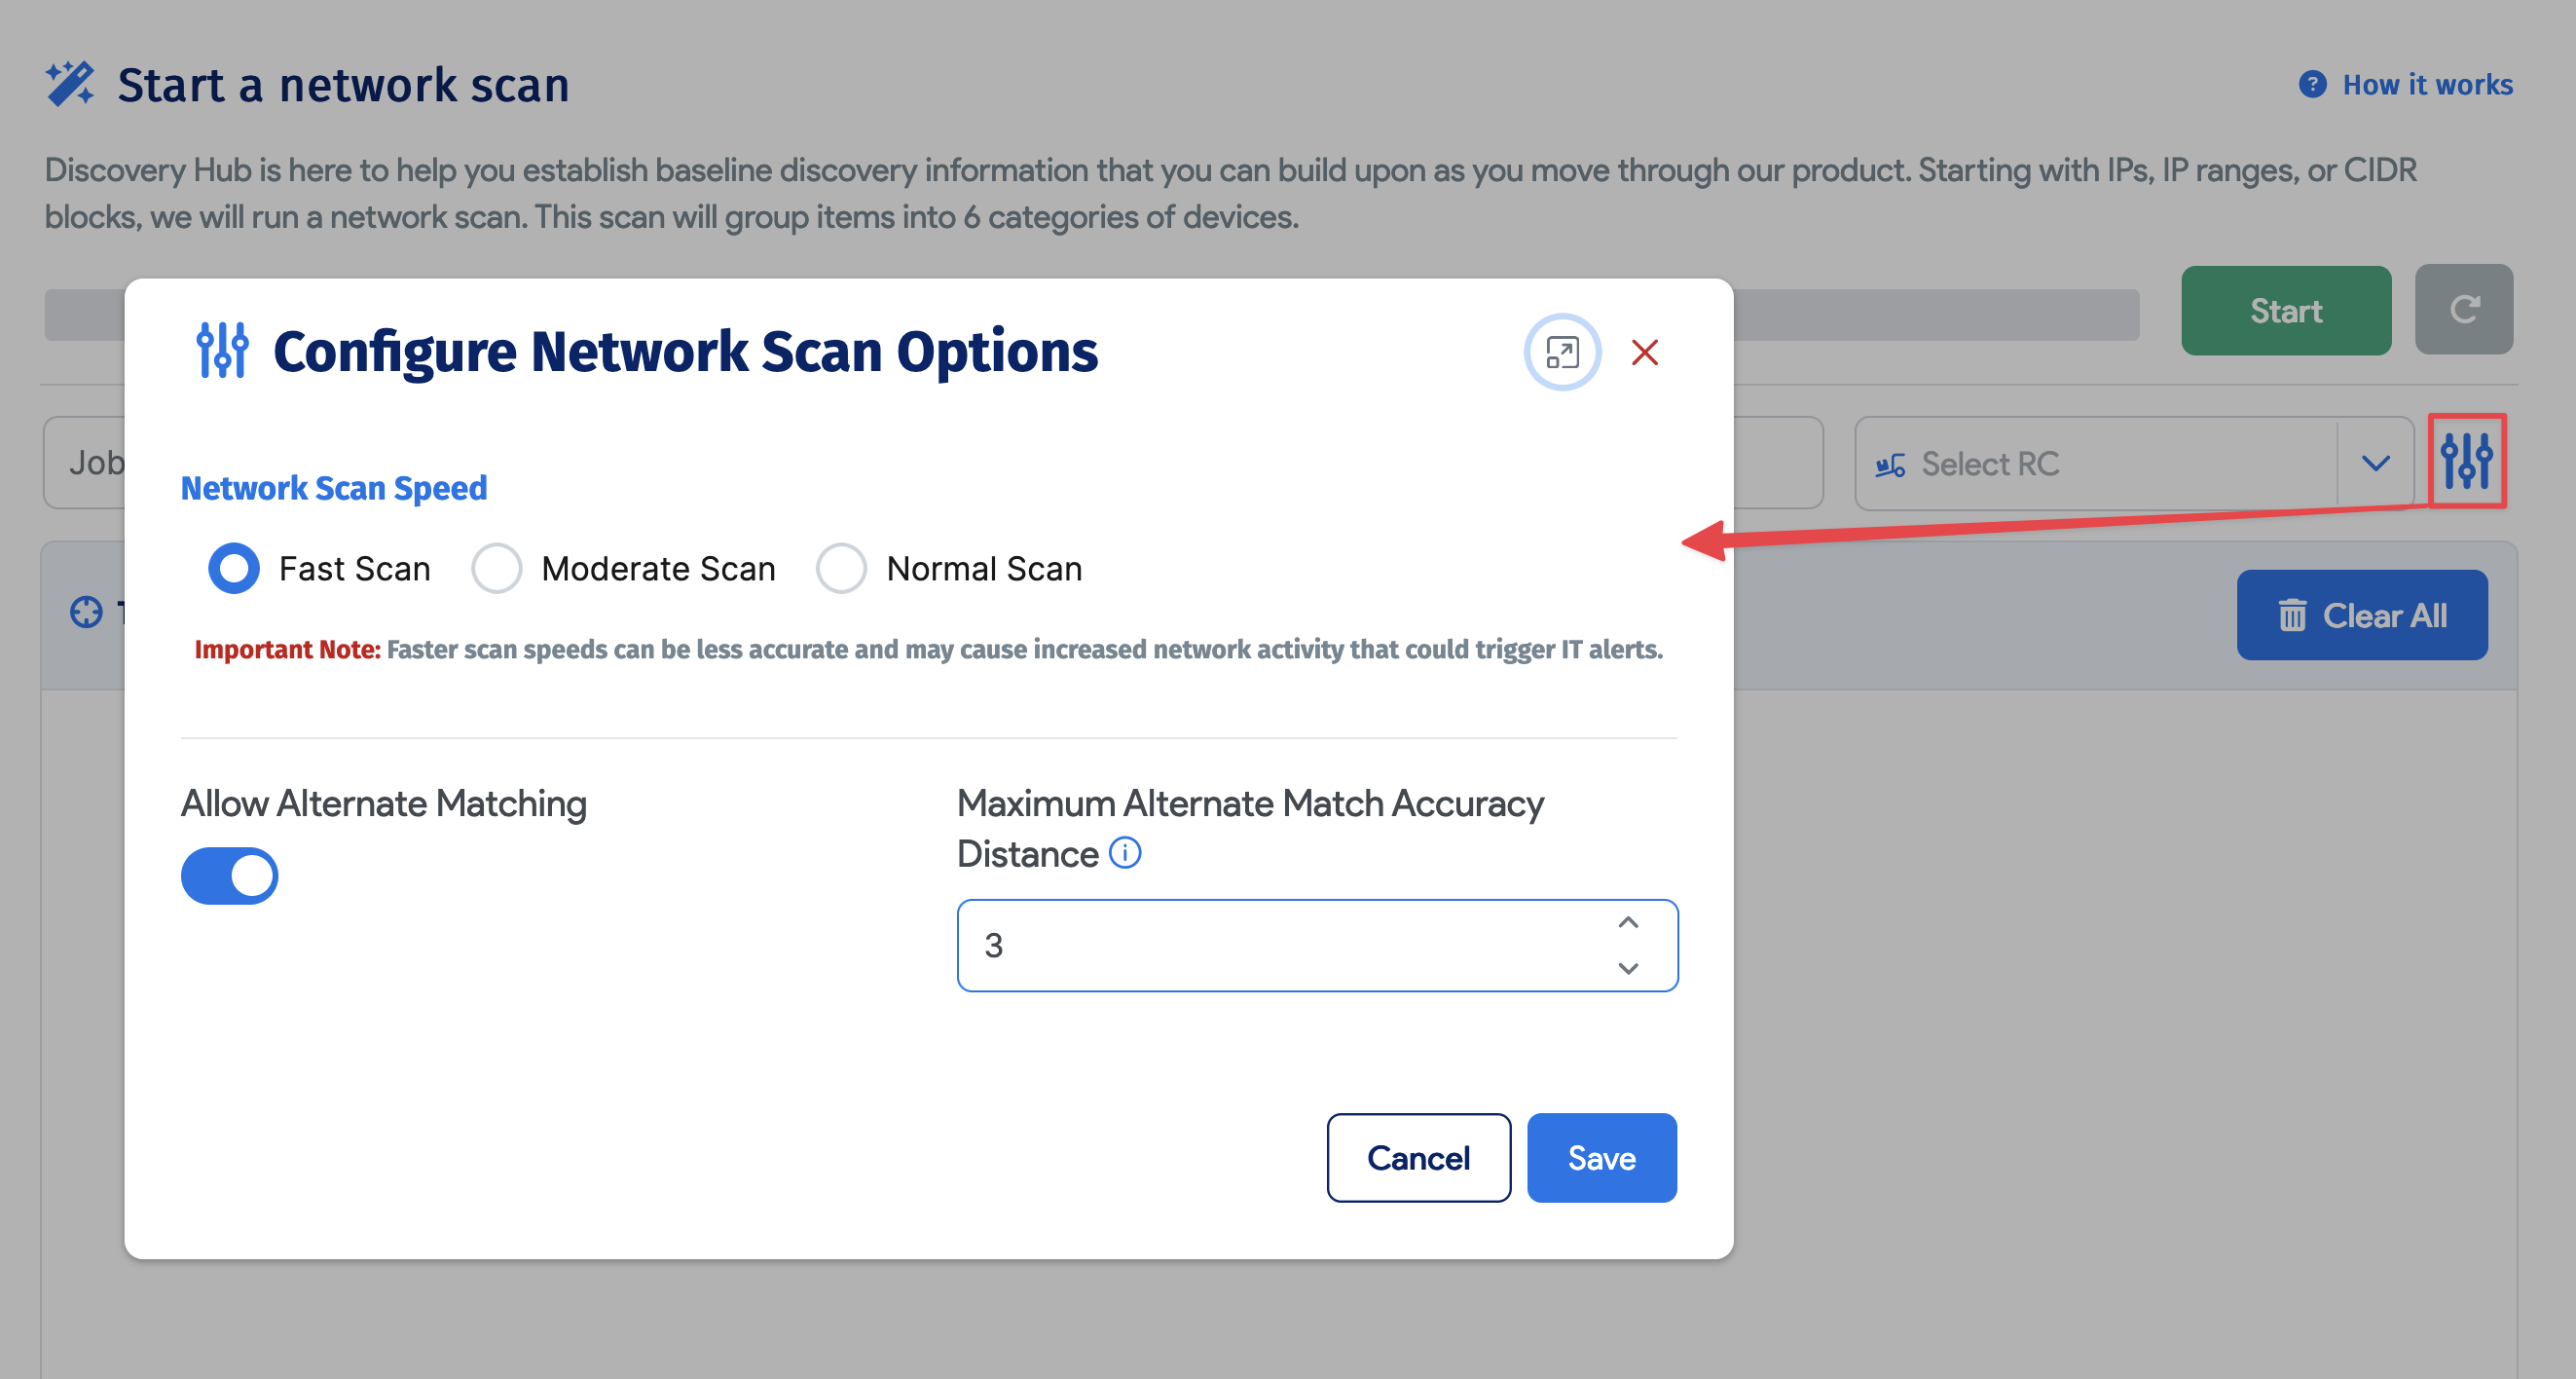 Start a network scan
How it works
Discovery Hub is here to help you establish baseline discovery information that you can build upon as you move through our product. Starting with IPs, IP ranges, or CIDR
blocks, we will run a network scan. This scan will group items into 6 categories of devices.
Start
Configure Network Scan Options
Job
Select RC
Network Scan Speed
Fast Scan Moderate Scan Normal Scan
Clear All
Important Note: Faster scan speeds can be less accurate and may cause increased network activity that could trigger IT alerts.
Allow Alternate Matching
Maximum Alternate Match Accuracy
Distance
3
Cancel Save